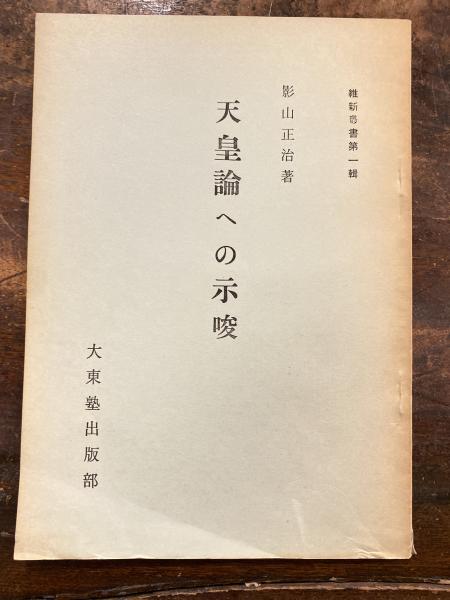 維新叢書第一輯
影山正治著
天皇論への示唆
大東塾出版部